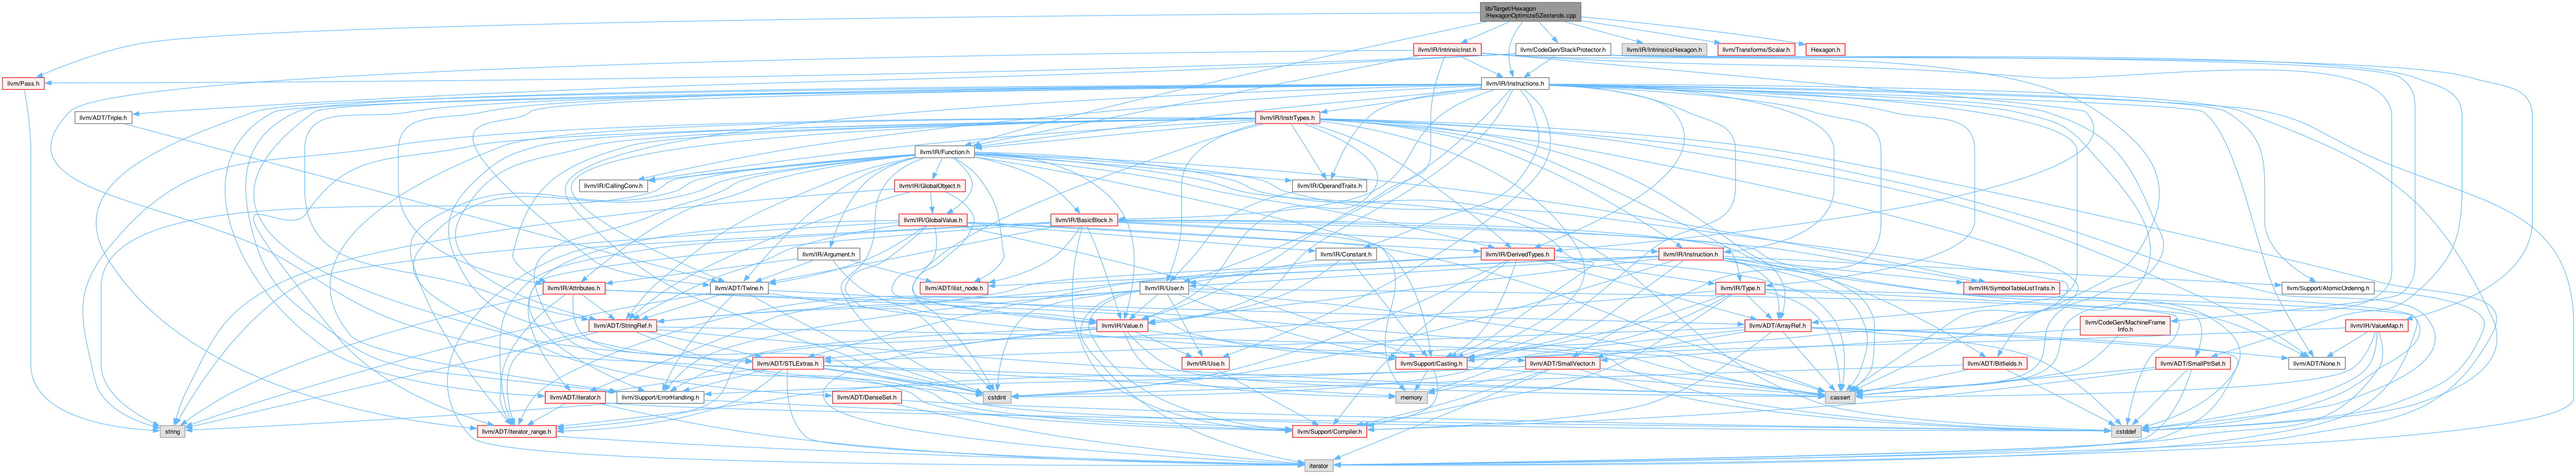 lib/Target/Hexagon
/HexagonOptimizeSZextends.cpp
llvm/IR/IntrinsicInst.h
llvm/CodeGen/StackProtector.h
llvm/IR/IntrinsicsHexagon.h
llvm/Transforms/Scalar.h
Hexagon.h
llvm/Pass.h
llvm/IR/Instructions.h
llvm/ADT/Triple.h
llvm/IR/InstrTypes.h
llvm/IR/Function.h
llvm/IR/CallingConv.h
llvm/IR/GlobalObject.h
llvm/IR/OperandTraits.h
llvm/IR/GlobalValue.h
llvm/IR/BasicBlock.h
llvm/IR/Argument.h
llvm/IR/Constant.h
llvm/IR/DerivedTypes.h
llvm/IR/Instruction.h
llvm/IR/Attributes.h
llvm/ADT/Twine.h
llvm/ADT/ilist_node.h
llvm/IR/User.h
llvm/IR/Type.h
llvm/IR/SymbolTableListTraits.h
llvm/Support/AtomicOrdering.h
llvm/ADT/StringRef.h
llvm/IR/Value.h
llvm/ADT/ArrayRef.h
llvm/CodeGen/MachineFrame
Info.h
llvm/IR/ValueMap.h
llvm/ADT/STLExtras.h
llvm/IR/Use.h
llvm/Support/Casting.h
llvm/ADT/SmallVector.h
llvm/ADT/Bitfields.h
llvm/ADT/SmallPtrSet.h
llvm/ADT/None.h
llvm/ADT/iterator.h
llvm/Support/ErrorHandling.h
llvm/ADT/DenseSet.h
cstdint
memory
cassert
string
llvm/ADT/iterator_range.h
llvm/Support/Compiler.h
cstddef
iterator